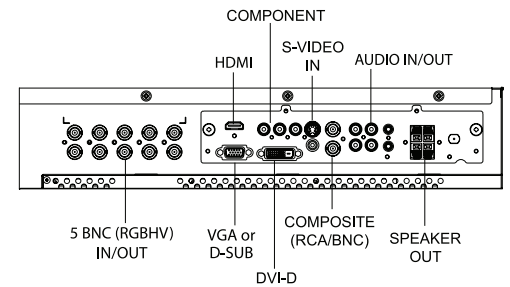 COMPONENT
S-VIDEO
IN
HDMI
AUDIO IN/OUT
5 BNC (RGBHV)
IN/OUT
VGA or
D-SUB
DVI-D
COMPOSITE
(RCA/BNC)
SPEAKER
OUT